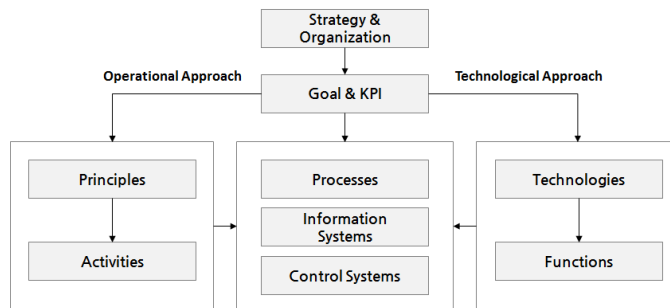 Strategy &
Organization
Operational Approach
Technological Approach
Goal & KPI
Principles
Processes
Technologies
Information
Systems
Activities
Functions
Control Systems